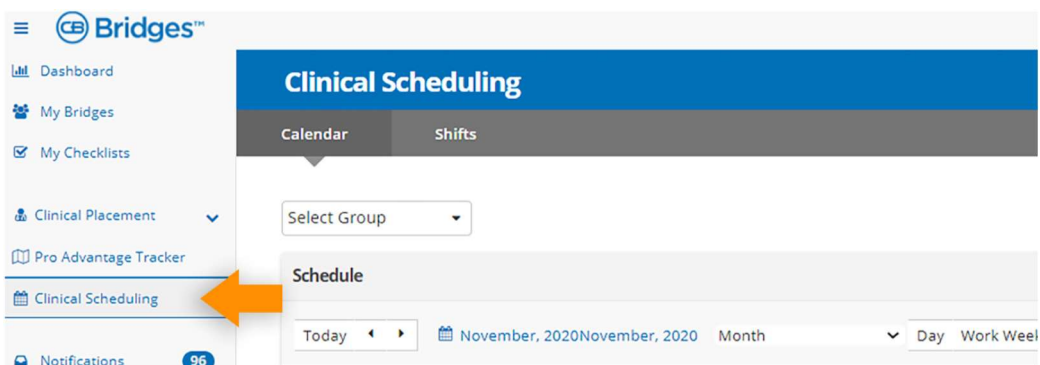 CB Bridges™
Dashboard
My Bridges
My Checklists
Clinical Placement
Pro Advantage Tracker
Clinical Scheduling
Notifications 96
Clinical Scheduling
Calendar Shifts
Select Group
Schedule
Today November, 2020November, 2020 Month Day Work Week